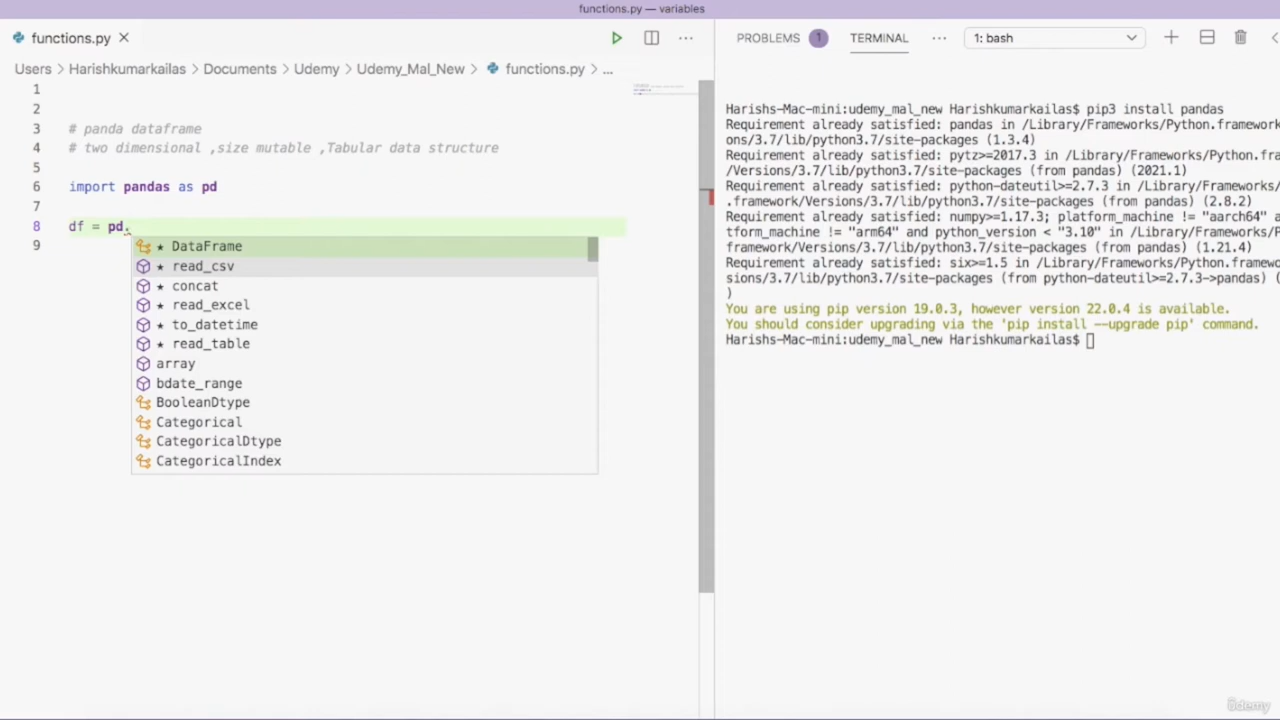 functions.py — variables
functions.py
PROBLEMS 1 TERMINAL ... 1: bash
Users > Harishkumarkailas > Documents > Udemy > Udemy_Mal_New > functions.py > ...
1
2
3 # panda dataframe
4 # two dimensional ,size mutable ,Tabular data structure
5
6 import pandas as pd
7
8 df = pd.
9
★ DataFrame
★ read_csv
★ concat
★ read_excel
★ to_datetime
★ read_table
array
bdate_range
BooleanDtype
Categorical
CategoricalDtype
CategoricalIndex
Harishs-Mac-mini:udemy_mal_new Harishkumarkailas$ pip3 install pandas
Requirement already satisfied: pandas in /Library/Frameworks/Python.framework
ons/3.7/lib/python3.7/site-packages (1.3.4)
Requirement already satisfied: pytz>=2017.3 in /Library/Frameworks/Python.fra
/Versions/3.7/lib/python3.7/site-packages (from pandas) (2021.1)
Requirement already satisfied: python-dateutil>=2.7.3 in /Library/Frameworks/
.framework/Versions/3.7/lib/python3.7/site-packages (from pandas) (2.8.2)
Requirement already satisfied: numpy>=1.17.3; platform_machine != "aarch64" a
tform_machine != "arm64" and python_version < "3.10" in /Library/Frameworks/P
framework/Versions/3.7/lib/python3.7/site-packages (from pandas) (1.21.4)
Requirement already satisfied: six>=1.5 in /Library/Frameworks/Python.framewo
sions/3.7/lib/python3.7/site-packages (from python-dateutil>=2.7.3->pandas) (
)
You are using pip version 19.0.3, however version 22.0.4 is available.
You should consider upgrading via the 'pip install --upgrade pip' command.
Harishs-Mac-mini:udemy_mal_new Harishkumarkailas$
Udemy